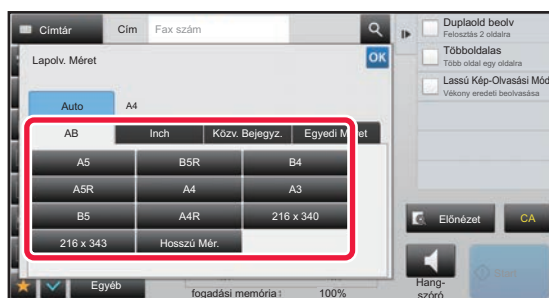 Címtár
Cím
Fax szám
Lapolv. Méret
OK
Auto
A4
AB
Inch
Közv. Bejegyz.
Egyedi Méret
A5
B5R
B4
A5R
A4
A3
B5
A4R
216 x 340
216 x 343
Hosszú Mér.
Egyéb
fogadási memória:
100%
Duplaold beolv
Felosztás 2 oldalra
Többoldalas
Több oldal egy oldalra
Lassú Kép-Olvasási Mód
Vékony eredeti beolvasása
Előnézet
CA
Hang-
szóró
Start